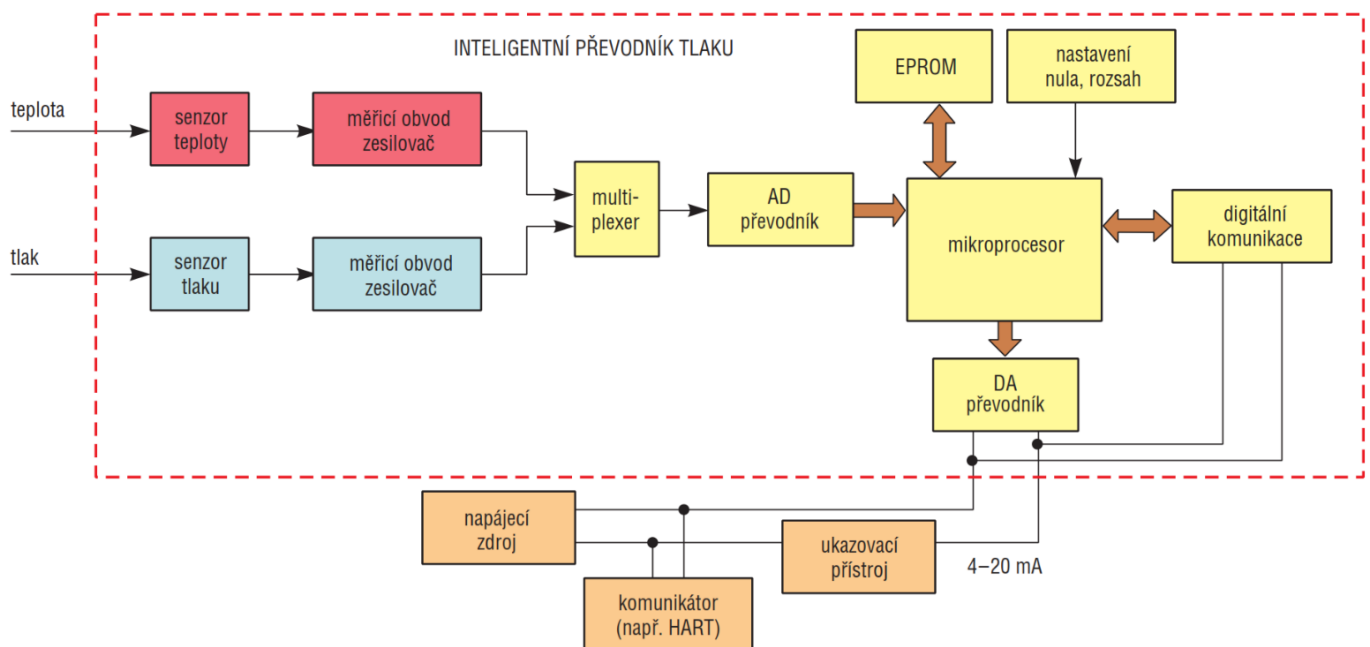 INTELIGENTNÍ PŘEVODNÍK TLAKU
teplota
senzor
teploty
měřicí obvod
zesilovač
tlak
senzor
tlaku
měřicí obvod
zesilovač
multi-
plexer
AD
převodník
EPROM
nastavení
nula, rozsah
mikroprocesor
digitální
komunikace
DA
převodník
napájecí
zdroj
komunikátor
(např. HART)
ukazovací
přístroj
4–20 mA